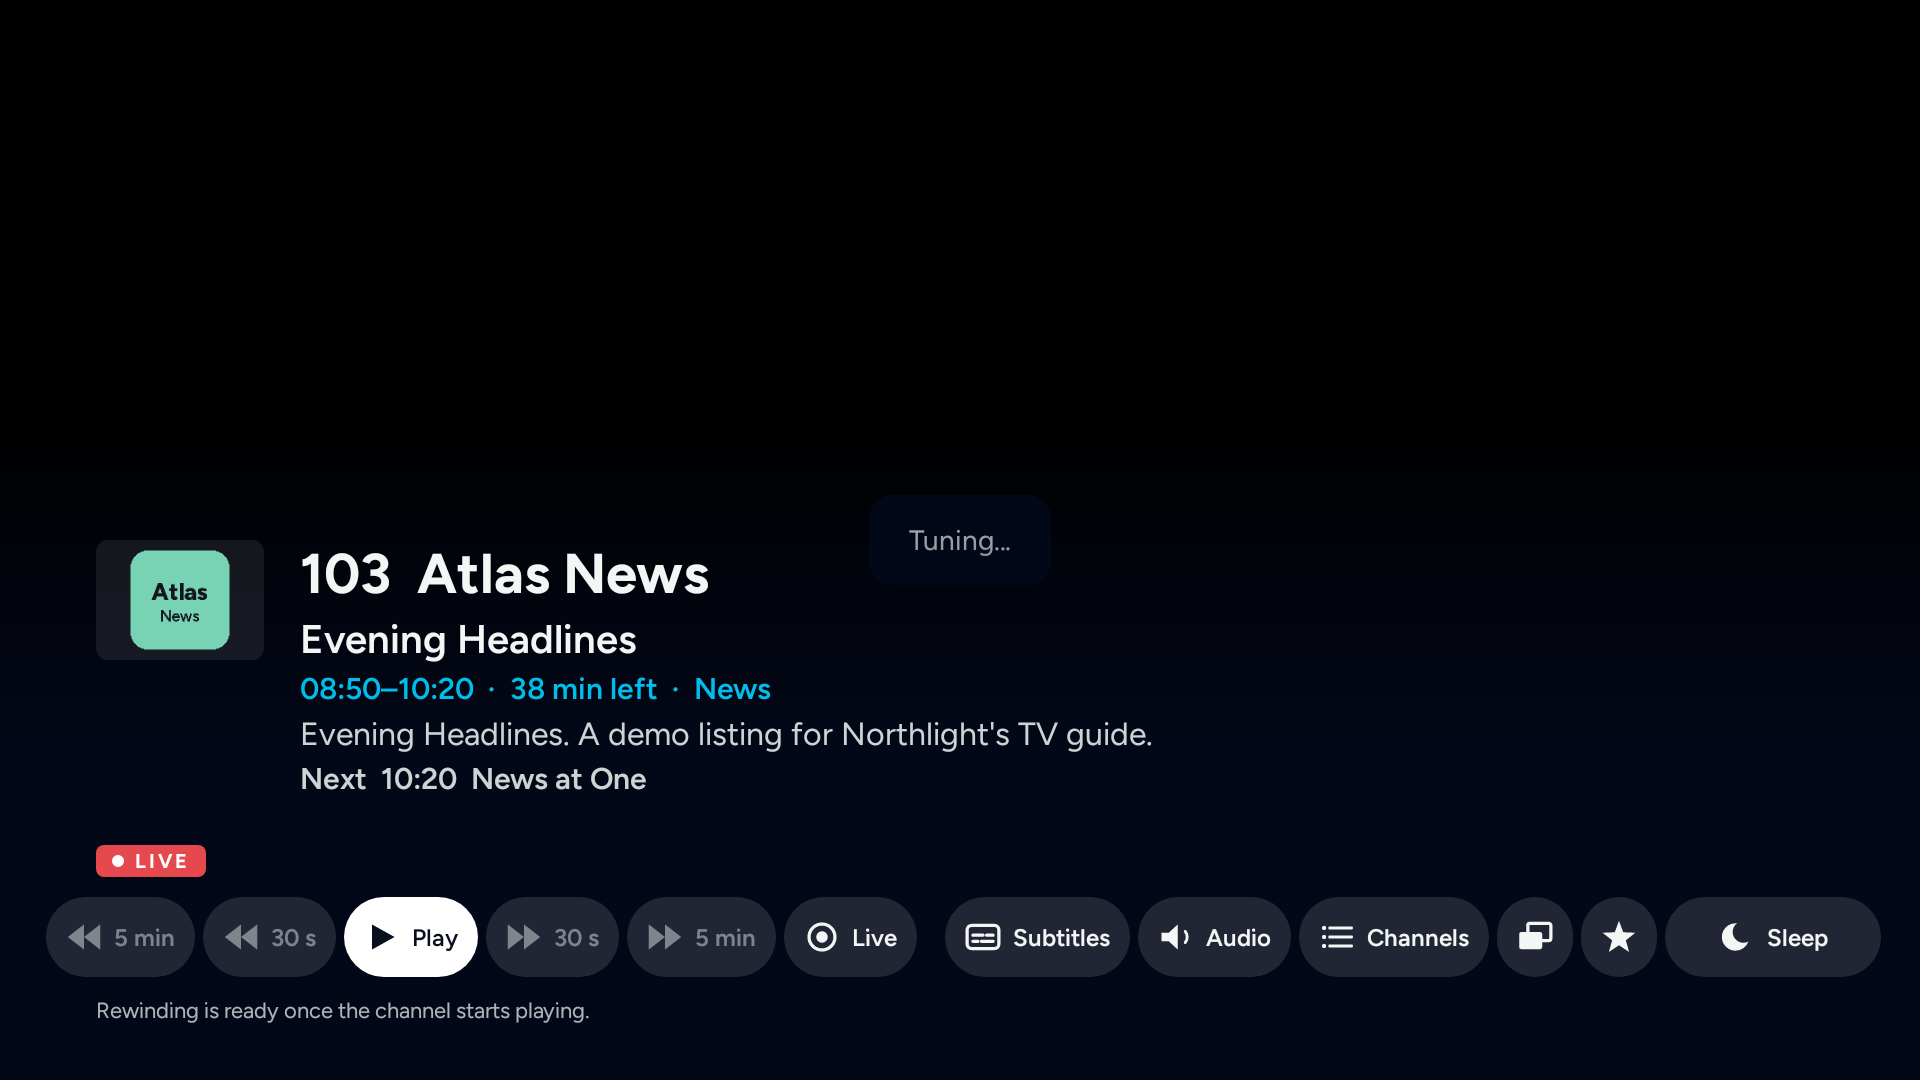 Tuning...
Atlas
News
103 Atlas News
Evening Headlines
08:50–10:20 · 38 min left · News
Evening Headlines. A demo listing for Northlight's TV guide.
Next 10:20 News at One
LIVE
5 min 30 s Play 30 s 5 min Live Subtitles Audio Channels Sleep
Rewinding is ready once the channel starts playing.